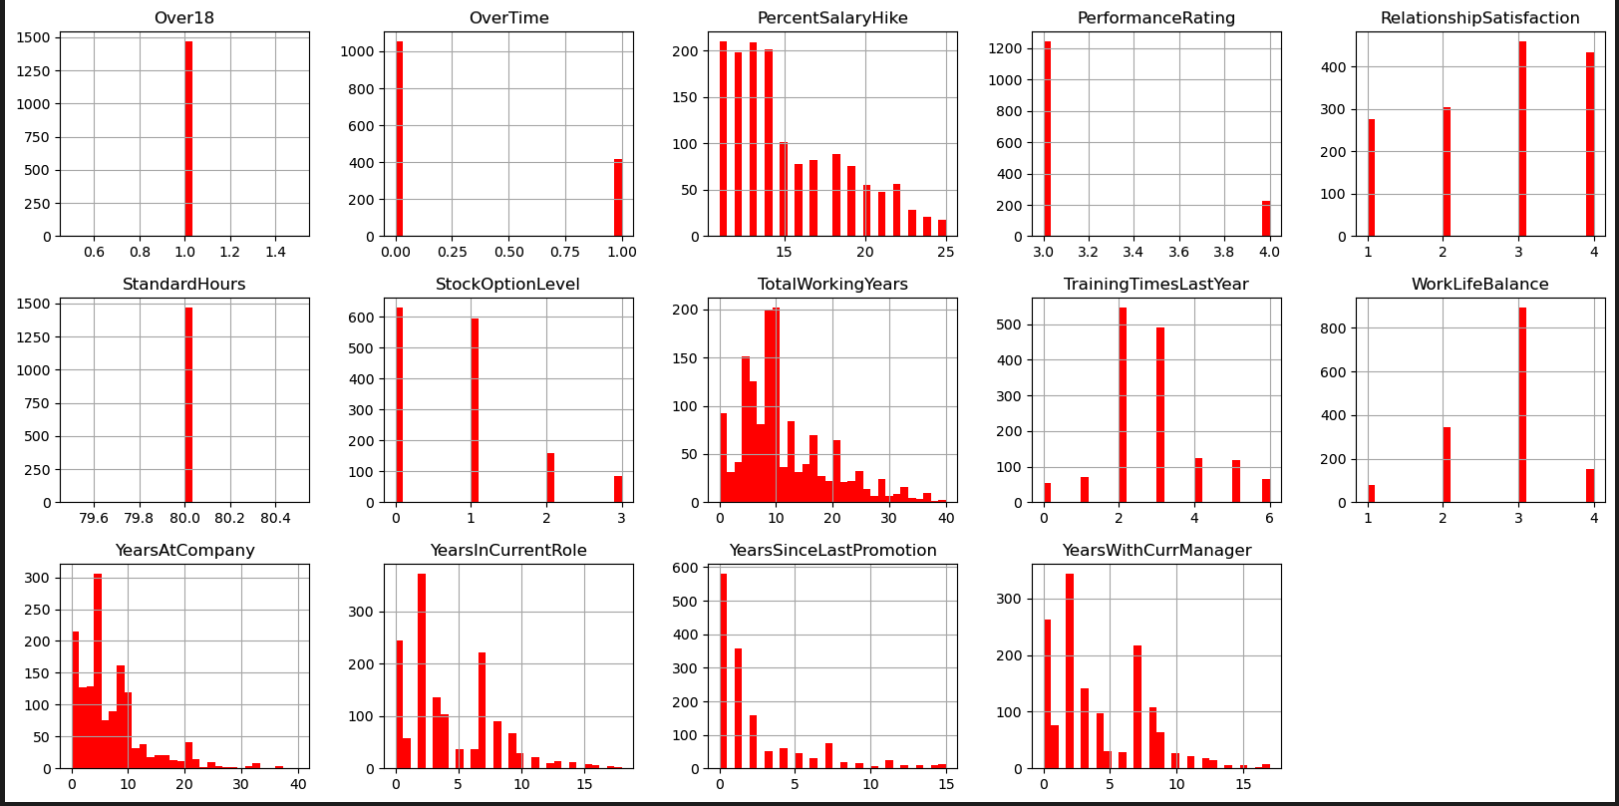 Over18
1500
1250
1000
750
500
250
0
0.6 0.8 1.0 1.2 1.4
OverTime
1000
800
600
400
200
0
0.00 0.25 0.50 0.75 1.00
PercentSalaryHike
200
150
100
50
0
15 20 25
PerformanceRating
1200
1000
800
600
400
200
0
3.0 3.2 3.4 3.6 3.8 4.0
RelationshipSatisfaction
400
300
200
100
0
1 2 3 4
StandardHours
1500
1250
1000
750
500
250
0
79.6 79.8 80.0 80.2 80.4
StockOptionLevel
600
500
400
300
200
100
0
0 1 2 3
TotalWorkingYears
200
150
100
50
0
0 10 20 30 40
TrainingTimesLastYear
500
400
300
200
100
0
0 2 4 6
WorkLifeBalance
800
600
400
200
0
1 2 3 4
YearsAtCompany
300
250
200
150
100
50
0
0 10 20 30 40
YearsInCurrentRole
300
200
100
0
0 5 10 15
YearsSinceLastPromotion
600
500
400
300
200
100
0
0 5 10 15
YearsWithCurrManager
300
200
100
0
0 5 10 15